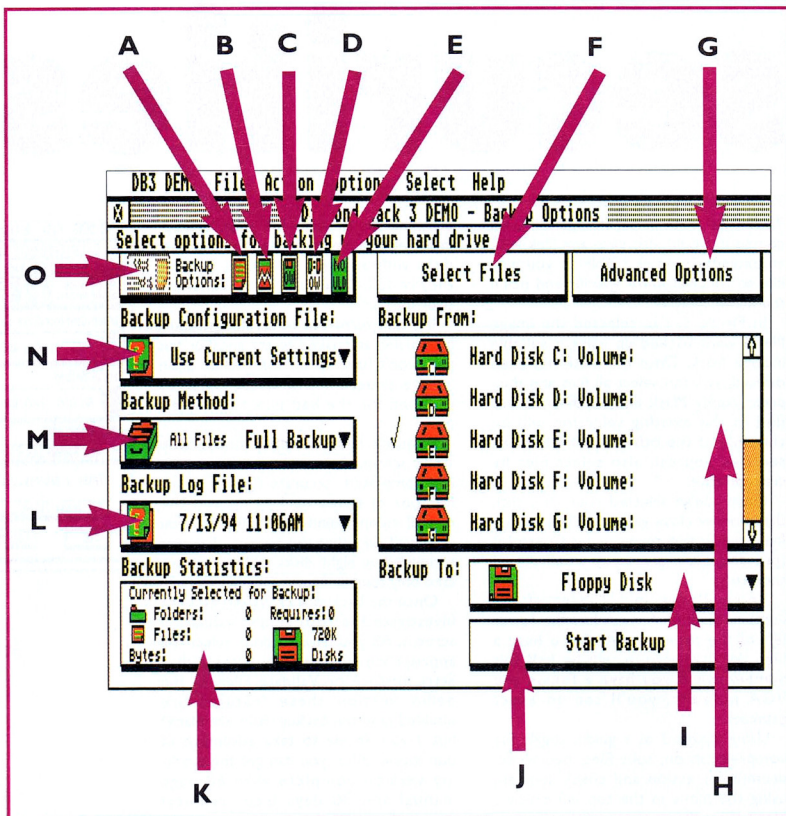 A B C D E F G
DB3 DEMO File Action Options Select Help
Diamond Back 3 DEMO - Backup Options
Select options for backing up your hard drive
O
Backup
Options:
OW
OW
NO
VLD
Select Files
Advanced Options
Backup Configuration File:
N
Use Current Settings
Backup Method:
M
All Files Full Backup
Backup Log File:
L
7/13/94 11:06AM
Backup Statistics:
Currently Selected for Backup:
Folders: 0 Requires: 0
Files: 0 720K
Bytes: 0 Disks
Backup From:
C
Hard Disk C: Volume:
D
Hard Disk D: Volume:
√ E
Hard Disk E: Volume:
F
Hard Disk F: Volume:
G
Hard Disk G: Volume:
Backup To:
Floppy Disk
Start Backup
K
J
I
H